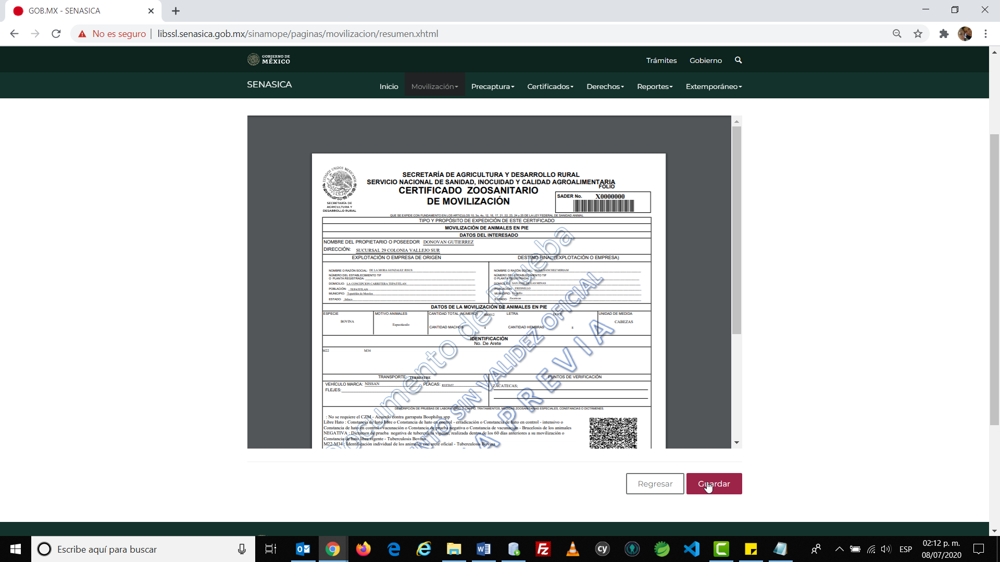 GOB.MX - SENASICA
No es seguro | libssl.senasica.gob.mx/sinamope/paginas/movilizacion/resumen.xhtml
GOBIERNO DE MÉXICO
Trámites Gobierno
SENASICA
Inicio Movilización Precaptura Certificados Derechos Reportes Extemporáneo
ESTADOS UNIDOS MEXICANOS
SECRETARÍA DE
AGRICULTURA Y
DESARROLLO RURAL
SECRETARÍA DE AGRICULTURA Y DESARROLLO RURAL
SERVICIO NACIONAL DE SANIDAD, INOCUIDAD Y CALIDAD AGROALIMENTARIA
CERTIFICADO ZOOSANITARIO
DE MOVILIZACIÓN
FOLIO
SADER No. X0000000
QUE SE EXPIDE CON FUNDAMENTO EN LOS ARTICULOS 10, 3o, 4o, 12, 16, 17, 21, 22, 23, 24 y 25 DE LA LEY FEDERAL DE SANIDAD ANIMAL
TIPO Y PROPÓSITO DE EXPEDICIÓN DE ESTE CERTIFICADO
MOVILIZACIÓN DE ANIMALES EN PIE
DATOS DEL INTERESADO
NOMBRE DEL PROPIETARIO O POSEEDOR DONOVAN GUTIERREZ
DIRECCIÓN: SUCURSAL 29 COLONIA VALLEJO SUR
EXPLOTACIÓN O EMPRESA DE ORIGEN
DESTINO FINAL (EXPLOTACIÓN O EMPRESA)
NOMBRE O RAZÓN SOCIAL: DE LA MORA GONZALEZ JESUS
NÚMERO DEL ESTABLECIMIENTO TIF
O PLANTA REGISTRADA:
DOMICILIO: LA CONCEPCION CARRETERA TEPATITLAN
POBLACIÓN: TEPATITLAN
MUNICIPIO: Tepatitlán de Morelos
ESTADO: Jalisco
NOMBRE O RAZÓN SOCIAL: LUNA SANCHEZ MIRIAM
NÚMERO DEL ESTABLECIMIENTO TIF
O PLANTA REGISTRADA:
DOMICILIO: SAN JOSE DE LAS MINAS
POBLACIÓN: FRESNILLO
MUNICIPIO: Fresnillo
ESTADO: Zacatecas
DATOS DE LA MOVILIZACIÓN DE ANIMALES EN PIE
ESPECIE
BOVINA
MOTIVO ANIMALES
Espectáculo
CANTIDAD TOTAL (NÚMERO) 000012 LETRA DOCE
CANTIDAD MACHOS 4 CANTIDAD HEMBRAS 8
UNIDAD DE MEDIDA
CABEZAS
IDENTIFICACIÓN
No. De Arete
M22 M34
TRANSPORTE: TERRESTRE
VEHÍCULO MARCA: NISSAN PLACAS:
FLEJES:
PUNTOS DE VERIFICACIÓN
ZACATECAS;
DESCRIPCIÓN DE PRUEBAS DE LABORATORIO O CAMPO, TRATAMIENTOS, MEDIDAS ZOOSANITARIAS ESPECIALES, CONSTANCIAS O DICTÁMENES.
: No se requiere el CZM - Acuerdo contra garrapata Boophilus spp
Libre Hato : Constancia de hato libre o Constancia de hato en control - erradicación o Constancia de hato en control - intensivo o
Constancia de hato en control - vacunación o Constancia de prueba negativa o Constancia de vacunación - Brucelosis de los animales
NEGATIVA : Dictamen de prueba negativa de tuberculina vigente, realizada dentro de los 60 días anteriores a su movilización o
Constancia de hato libre vigente - Tuberculosis Bovina
M22-M34 : Identificación individual de los animales con arete oficial - Tuberculosis Bovina
Documento de Prueba
SIN VALIDEZ OFICIAL
PREVIA
Regresar Guardar
Escribe aquí para buscar
ESP
02:12 p. m.
08/07/2020